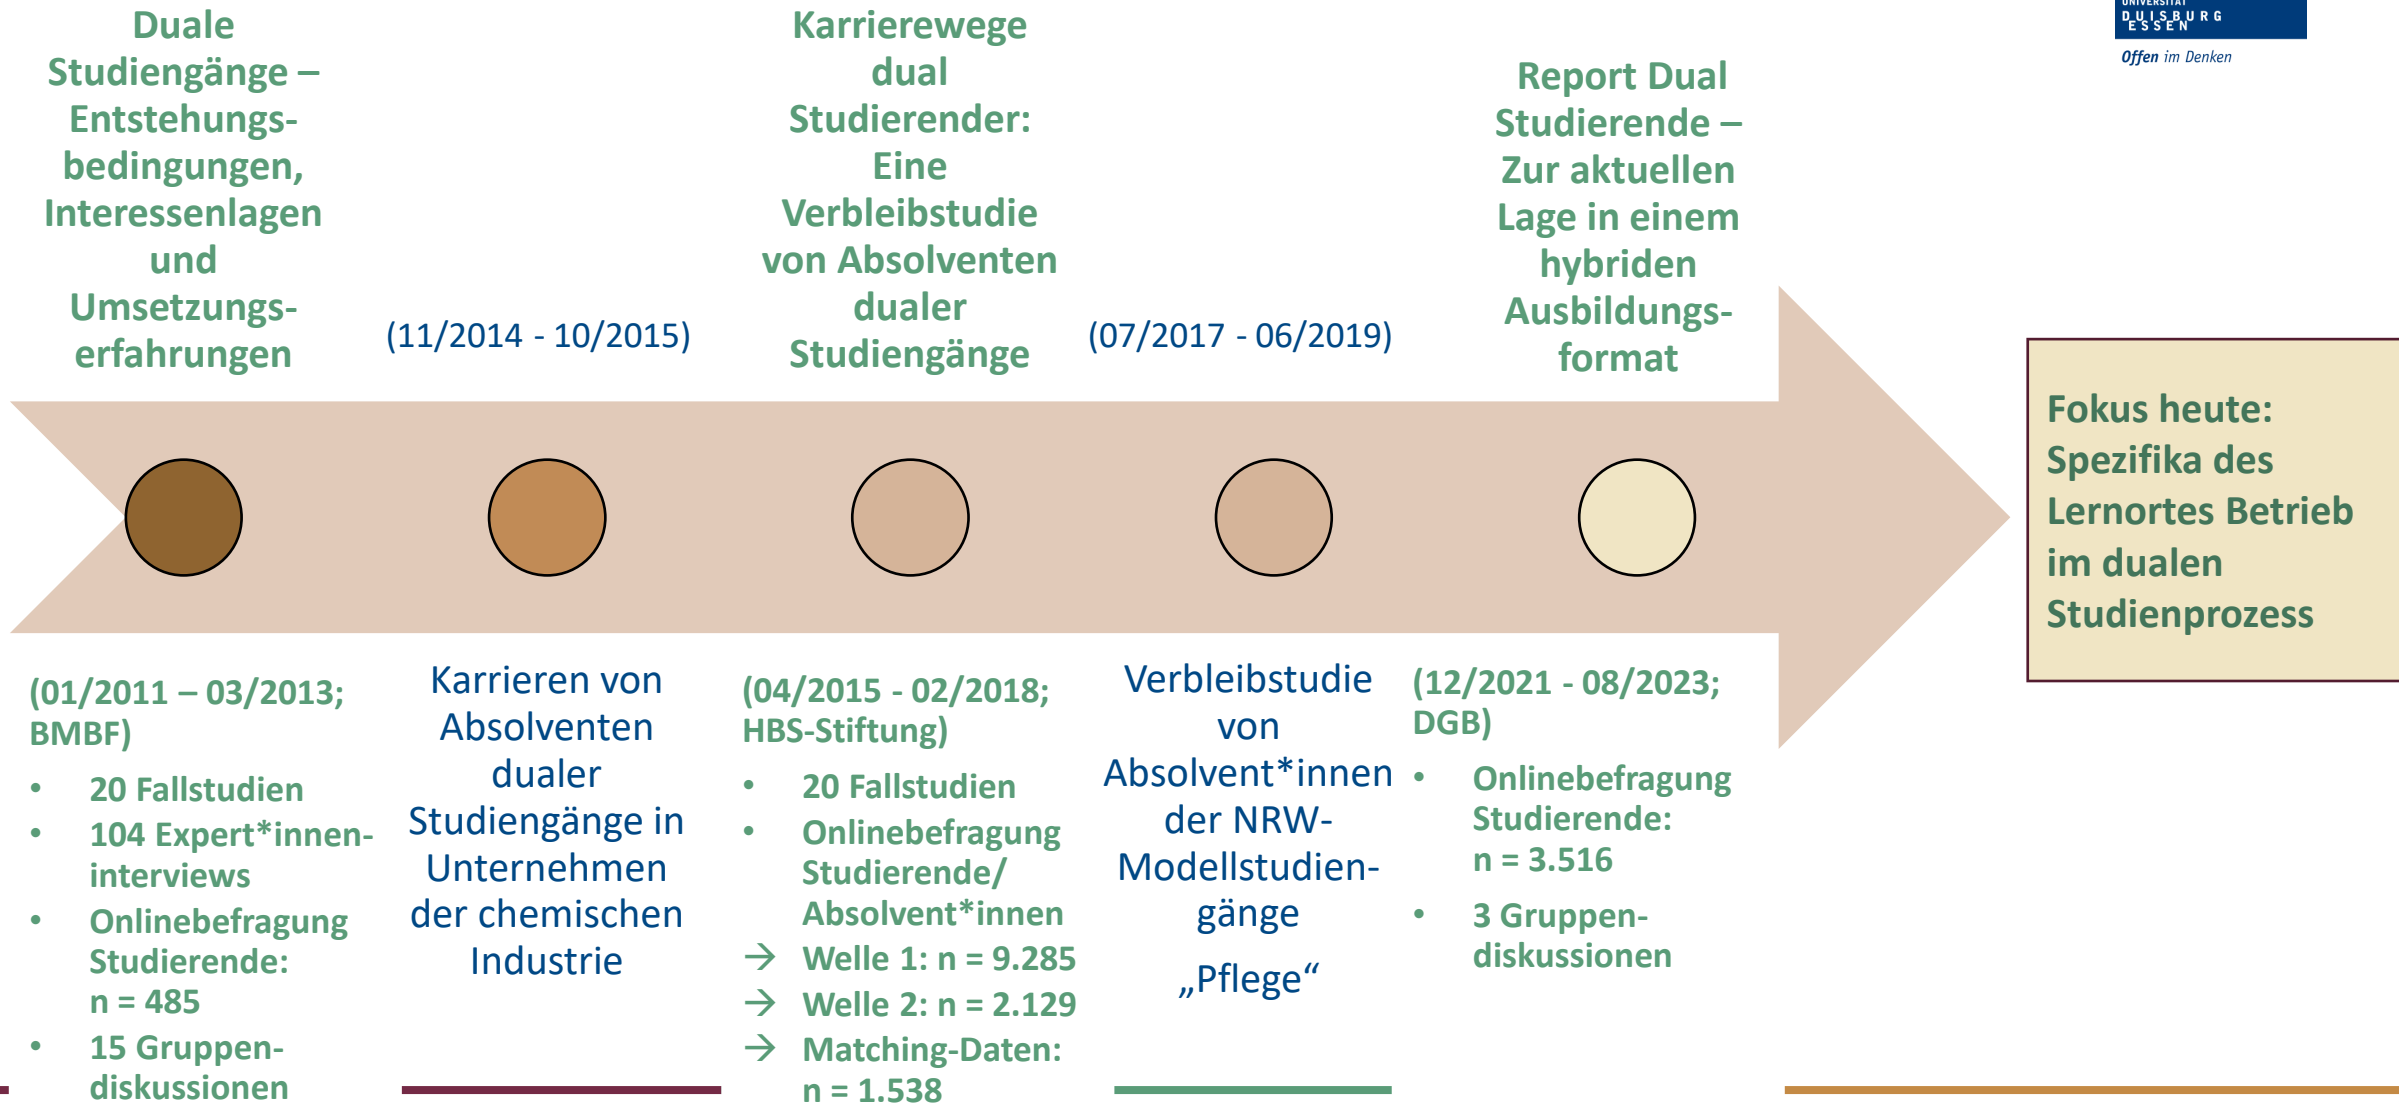 Duale
Studiengänge –
Entstehungs-
bedingungen,
Interessenlagen
und
Umsetzungs-
erfahrungen
(11/2014 - 10/2015)
Karrierewege
dual
Studierender:
Eine
Verbleibstudie
von Absolventen
dualer
Studiengänge
(07/2017 - 06/2019)
Report Dual
Studierende –
Zur aktuellen
Lage in einem
hybriden
Ausbildungs-
format
UNIVERSITÄT
DUISBURG
ESSEN
Offen im Denken
Fokus heute:
Spezifika des
Lernortes Betrieb
im dualen
Studienprozess
(01/2011 – 03/2013;
BMBF)
• 20 Fallstudien
• 104 Expert*innen-
interviews
• Onlinebefragung
Studierende:
n = 485
• 15 Gruppen-
diskussionen
Karrieren von
Absolventen
dualer
Studiengänge in
Unternehmen
der chemischen
Industrie
(04/2015 - 02/2018;
HBS-Stiftung)
• 20 Fallstudien
• Onlinebefragung
Studierende/
Absolvent*innen
→ Welle 1: n = 9.285
→ Welle 2: n = 2.129
→ Matching-Daten:
n = 1.538
Verbleibstudie
von
Absolvent*innen
der NRW-
Modellstudien-
gänge
„Pflege“
(12/2021 - 08/2023;
DGB)
• Onlinebefragung
Studierende:
n = 3.516
• 3 Gruppen-
diskussionen